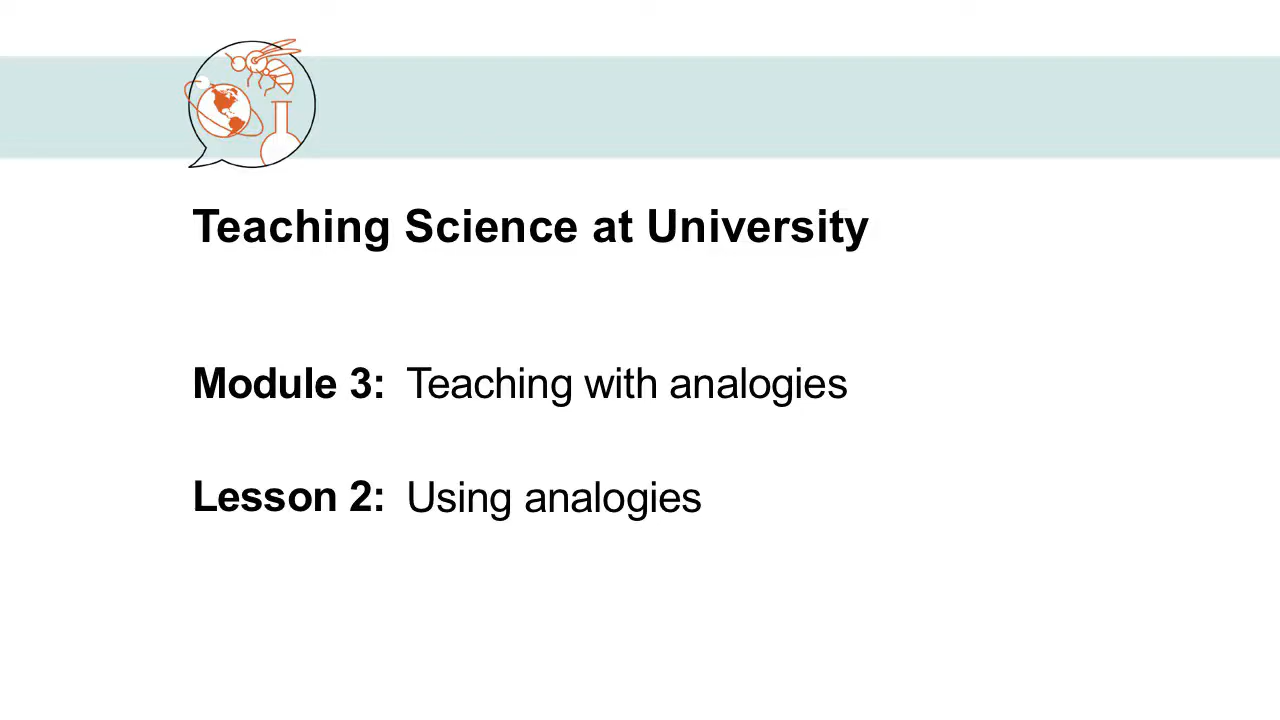 Teaching Science at University
Module 3: Teaching with analogies
Lesson 2: Using analogies